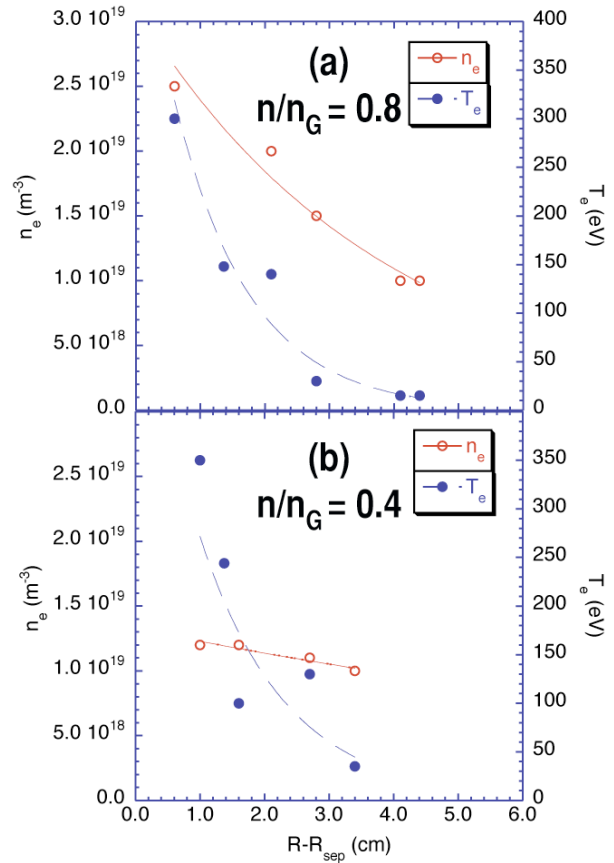 3.0 10^19
2.5 10^19
2.0 10^19
1.5 10^19
1.0 10^19
5.0 10^18
0.0
n_e (m^-3)
(a)
n/n_G = 0.8
n_e
T_e
400
350
300
250
200
150
100
50
0
T_e (eV)
2.5 10^19
2.0 10^19
1.5 10^19
1.0 10^19
5.0 10^18
0.0
n_e (m^-3)
(b)
n/n_G = 0.4
n_e
T_e
350
300
250
200
150
100
50
0
T_e (eV)
0.0 1.0 2.0 3.0 4.0 5.0 6.0
R-R_sep (cm)